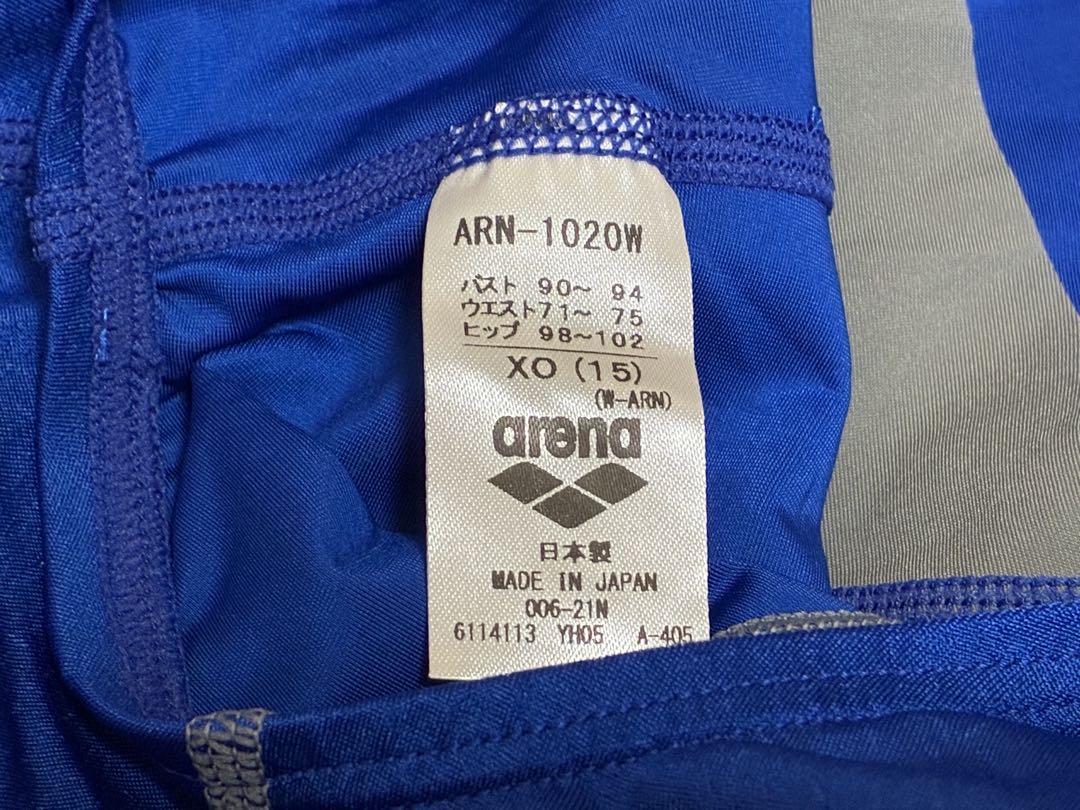 ARN-1020W
バスト 90～ 94
ウエスト71～ 75
ヒップ 98～102
XO (15)
(W-ARN)
arena
日本製
MADE IN JAPAN
006-21N
6114113 YH05 A-405